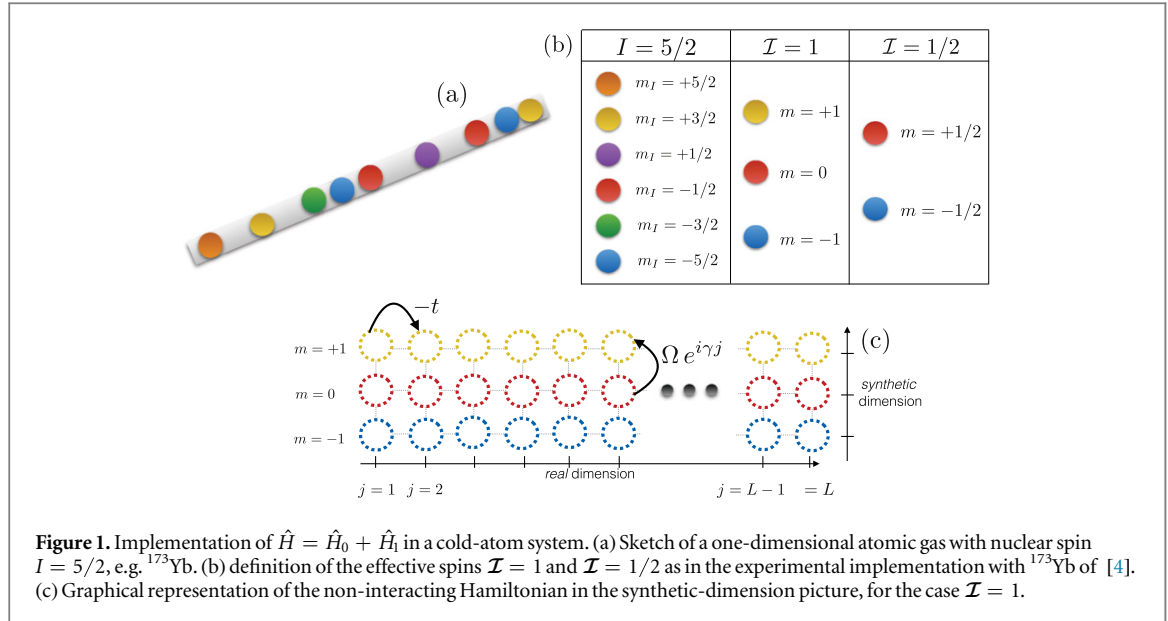 (b)
I = 5/2
𝓘 = 1
𝓘 = 1/2
(a)
m_I = +5/2
m_I = +3/2
m_I = +1/2
m_I = −1/2
m_I = −3/2
m_I = −5/2
m = +1
m = 0
m = −1
m = +1/2
m = −1/2
−t
m = +1
m = 0
m = −1
Ω e^{iγj}
(c)
synthetic
dimension
real dimension
j = 1
j = 2
j = L − 1
= L
Figure 1. Implementation of Ĥ = Ĥ₀ + Ĥ₁ in a cold-atom system. (a) Sketch of a one-dimensional atomic gas with nuclear spin
I = 5/2, e.g. ¹⁷³Yb. (b) definition of the effective spins 𝓘 = 1 and 𝓘 = 1/2 as in the experimental implementation with ¹⁷³Yb of [4].
(c) Graphical representation of the non-interacting Hamiltonian in the synthetic-dimension picture, for the case 𝓘 = 1.